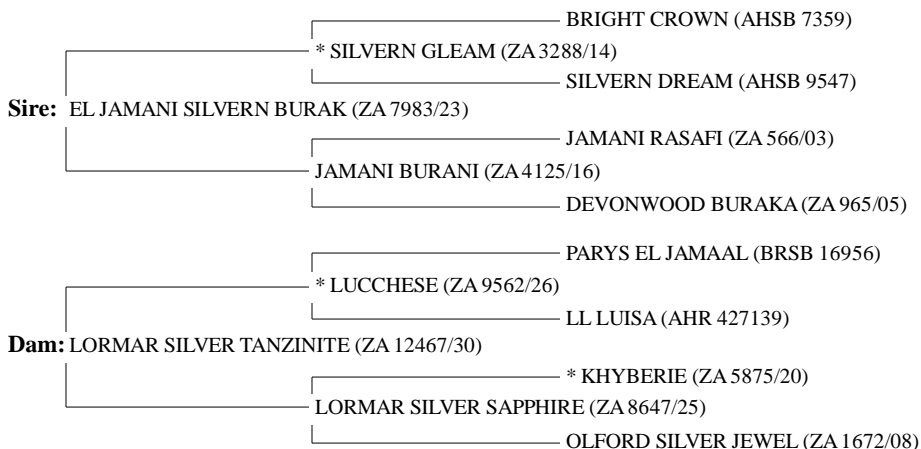 BRIGHT CROWN (AHSB 7359)
* SILVERN GLEAM (ZA 3288/14)
SILVERN DREAM (AHSB 9547)
Sire: EL JAMANI SILVERN BURAK (ZA 7983/23)
JAMANI RASAFI (ZA 566/03)
JAMANI BURANI (ZA 4125/16)
DEVONWOOD BURAKA (ZA 965/05)
PARYS EL JAMAAL (BRSB 16956)
* LUCCHESE (ZA 9562/26)
LL LUISA (AHR 427139)
Dam: LORMAR SILVER TANZINITE (ZA 12467/30)
* KHYBERIE (ZA 5875/20)
LORMAR SILVER SAPPHIRE (ZA 8647/25)
OLFORD SILVER JEWEL (ZA 1672/08)